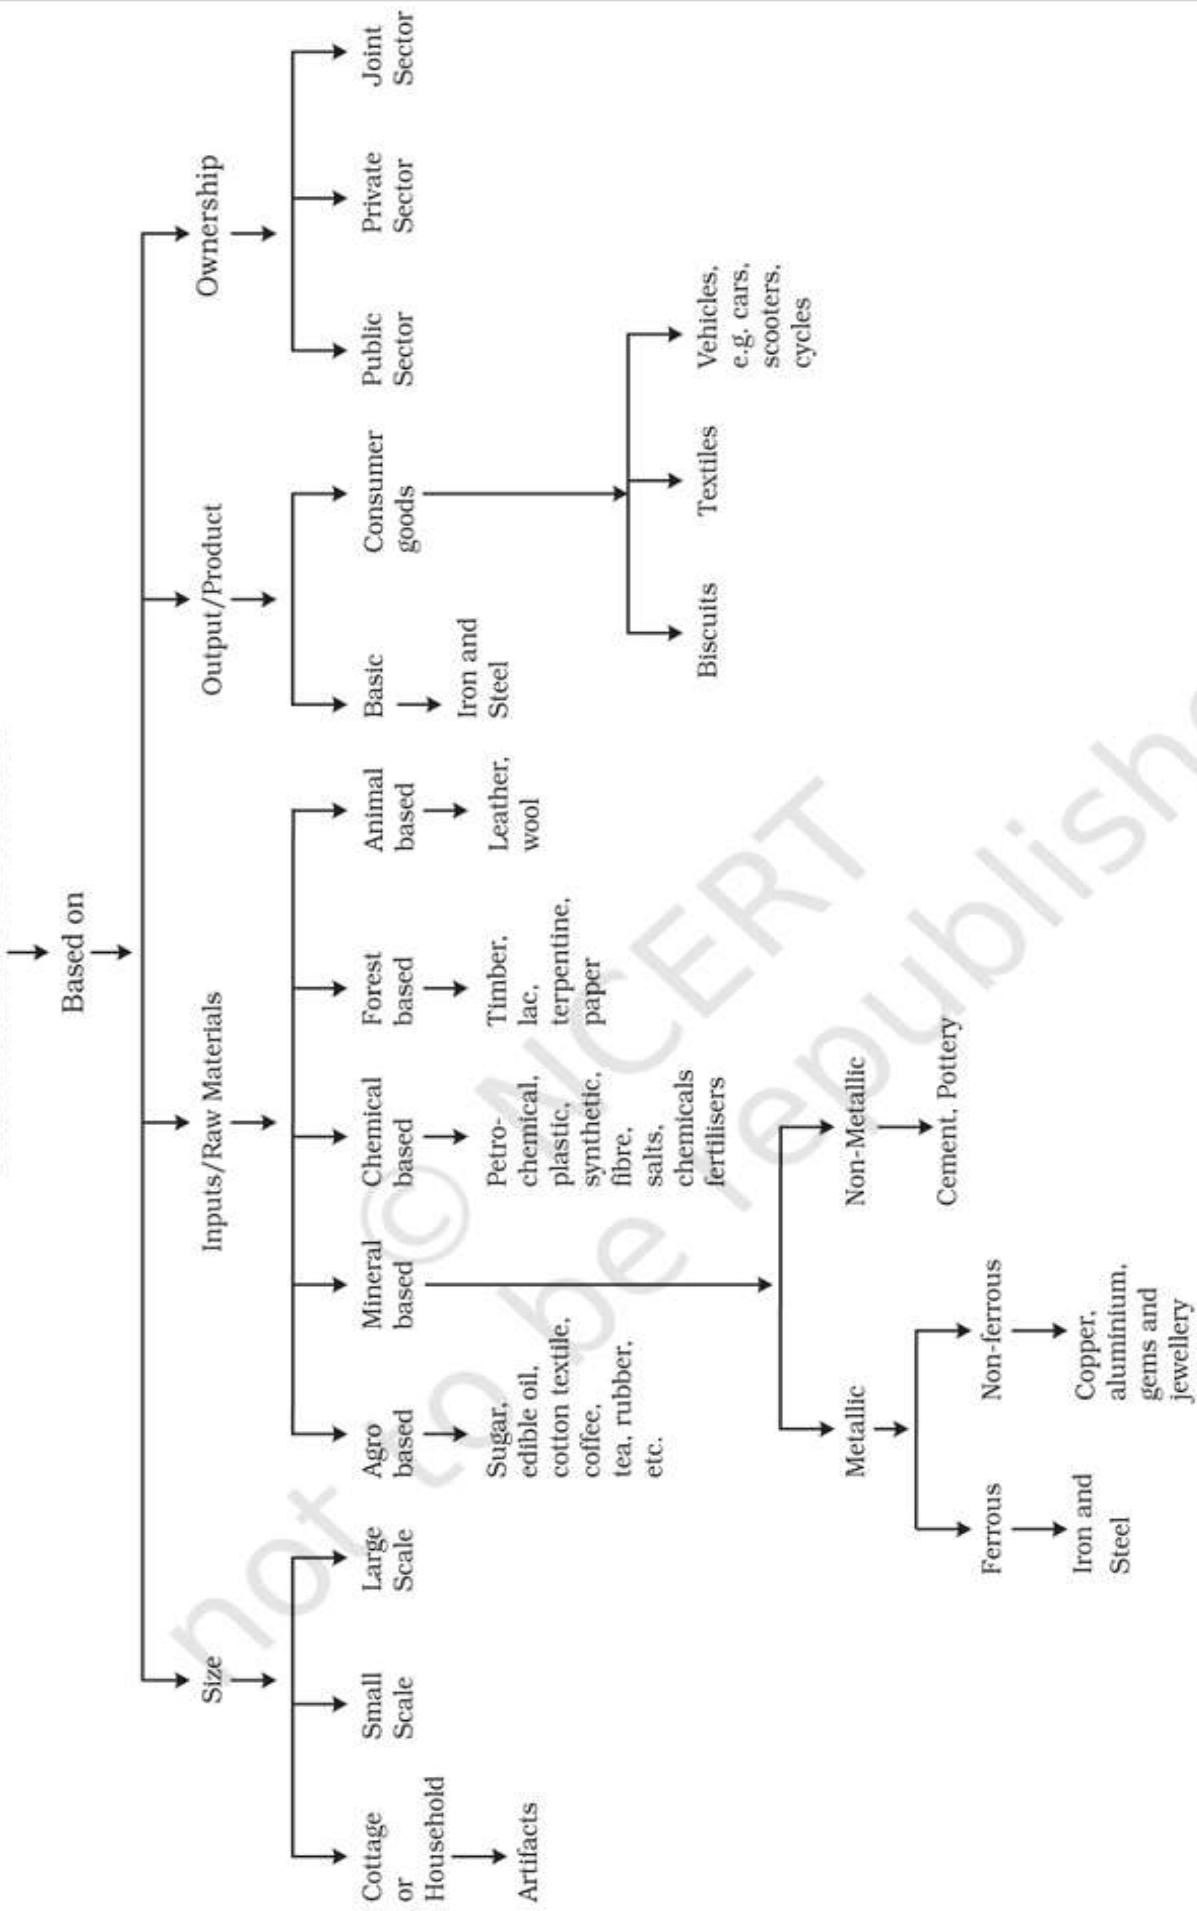 Based on
Size
Inputs/Raw Materials
Output/Product
Ownership
Cottage
or
Household
Artifacts
Small
Scale
Large
Scale
Agro
based
Sugar,
edible oil,
cotton textile,
coffee,
tea, rubber,
etc.
Mineral
based
Metallic
Ferrous
Iron and
Steel
Non-ferrous
Copper,
aluminium,
gems and
jewellery
Non-Metallic
Cement, Pottery
Chemical
based
Petro-
chemical,
plastic,
synthetic,
fibre,
salts,
chemicals
fertilisers
Forest
based
Timber,
lac,
terpentine,
paper
Animal
based
Leather,
wool
Basic
Iron and
Steel
Consumer
goods
Biscuits
Textiles
Vehicles,
e.g. cars,
scooters,
cycles
Public
Sector
Private
Sector
Joint
Sector
© NCERT
not to be republishe